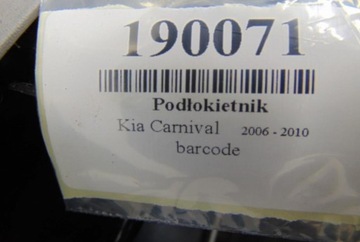 190071
Podłokietnik
Kia Carnival 2006 - 2010
barcode